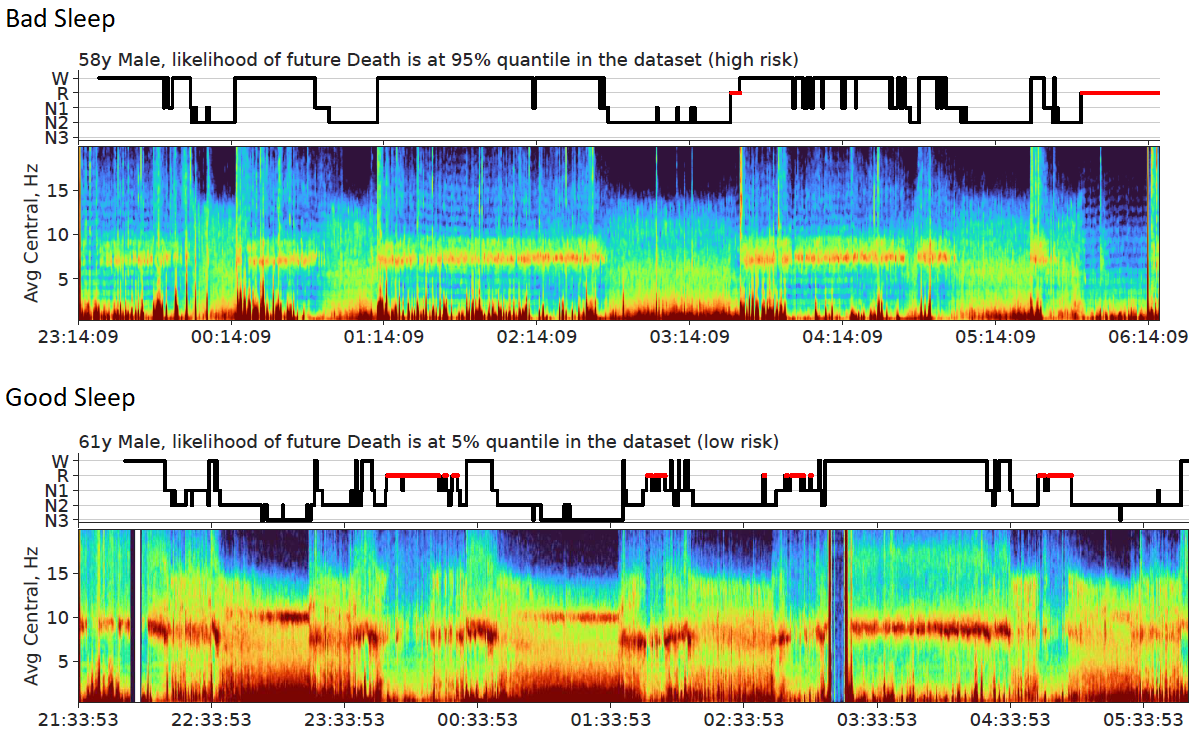 Bad Sleep
58y Male, likelihood of future Death is at 95% quantile in the dataset (high risk)
W
R
N1
N2
N3
Avg Central, Hz
15
10
5
23:14:09 00:14:09 01:14:09 02:14:09 03:14:09 04:14:09 05:14:09 06:14:09
Good Sleep
61y Male, likelihood of future Death is at 5% quantile in the dataset (low risk)
W
R
N1
N2
N3
Avg Central, Hz
15
10
5
21:33:53 22:33:53 23:33:53 00:33:53 01:33:53 02:33:53 03:33:53 04:33:53 05:33:53